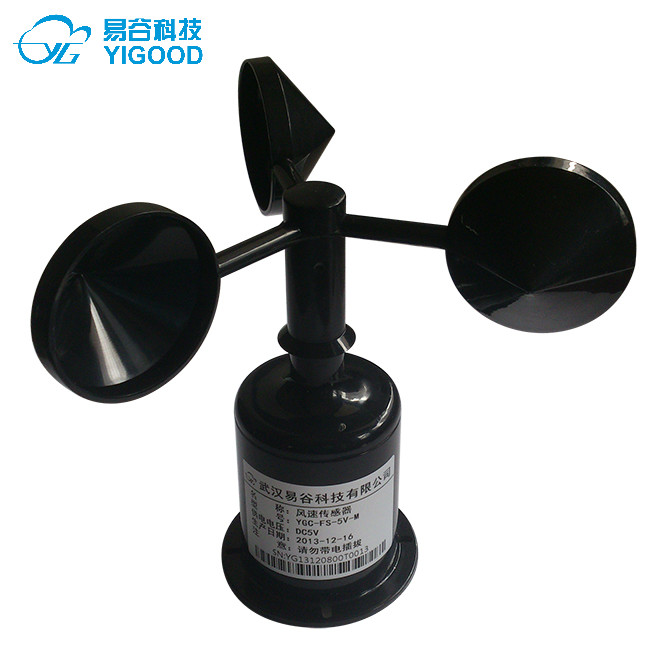 易谷科技
YIGOOD
武汉易谷科技有限公司
名 称: 风速传感器
型 号: YGC-FS-5V-M
供电电压: DC5V
生产日期: 2013-12-16
注 意: 请勿带电插拔
SN:YG13120800T0013